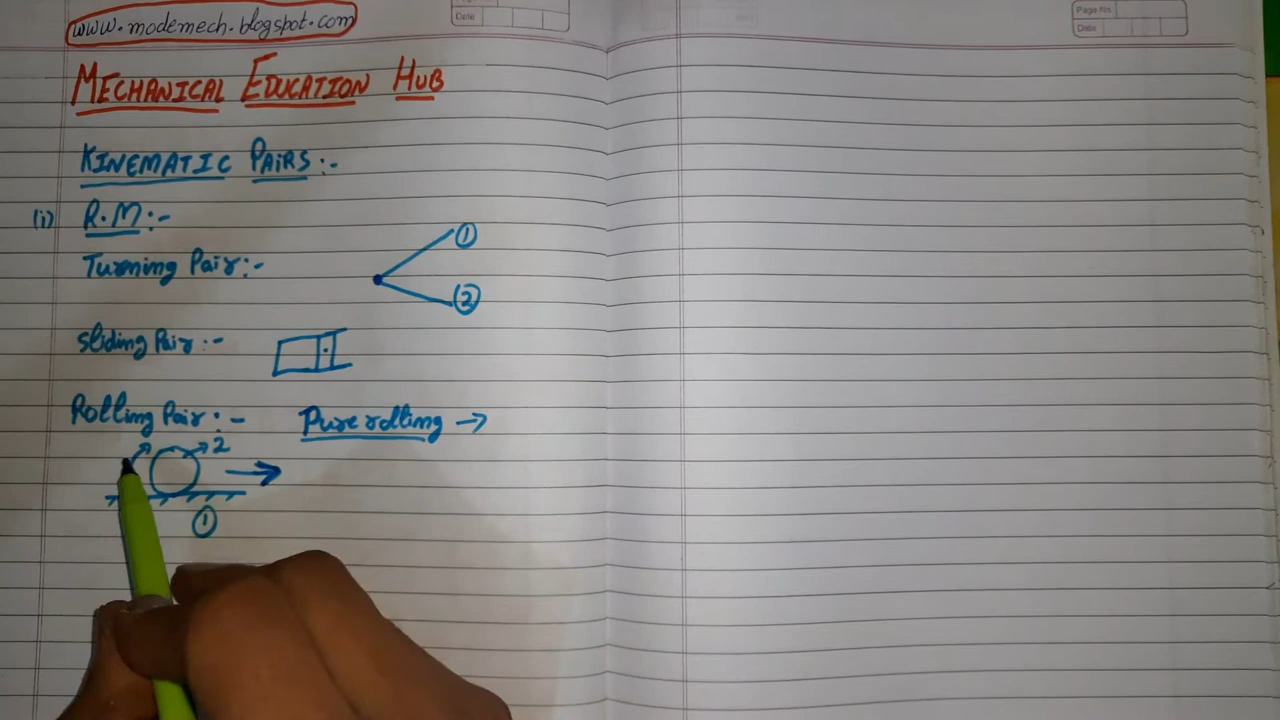 www.modemech.blogspot.com
Date
Page No
Date
MECHANICAL EDUCATION HUB
KINEMATIC PAIRS:-
(i) R.M:-
Turning Pair:-
1
2
Sliding Pair:-
Rolling Pair:- Pure rolling →
2
1